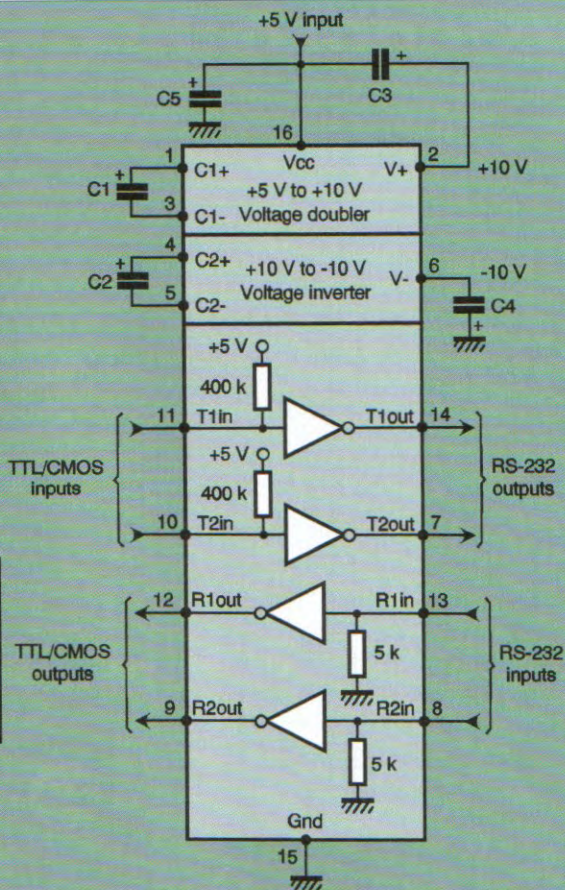 +5 V input
+
C5
+
C3
16
1
C1+
Vcc
V+
2
+10 V
+
C1
+5 V to +10 V
Voltage doubler
3
C1-
4
C2+
+
C2
+10 V to -10 V
Voltage inverter
V-
6
-10 V
5
C2-
C4
+
+5 V
400 k
11
T1in
T1out
14
+5 V
TTL/CMOS
inputs
400 k
RS-232
outputs
10
T2in
T2out
7
12
R1out
R1in
13
TTL/CMOS
outputs
5 k
RS-232
inputs
9
R2out
R2in
8
5 k
Gnd
15